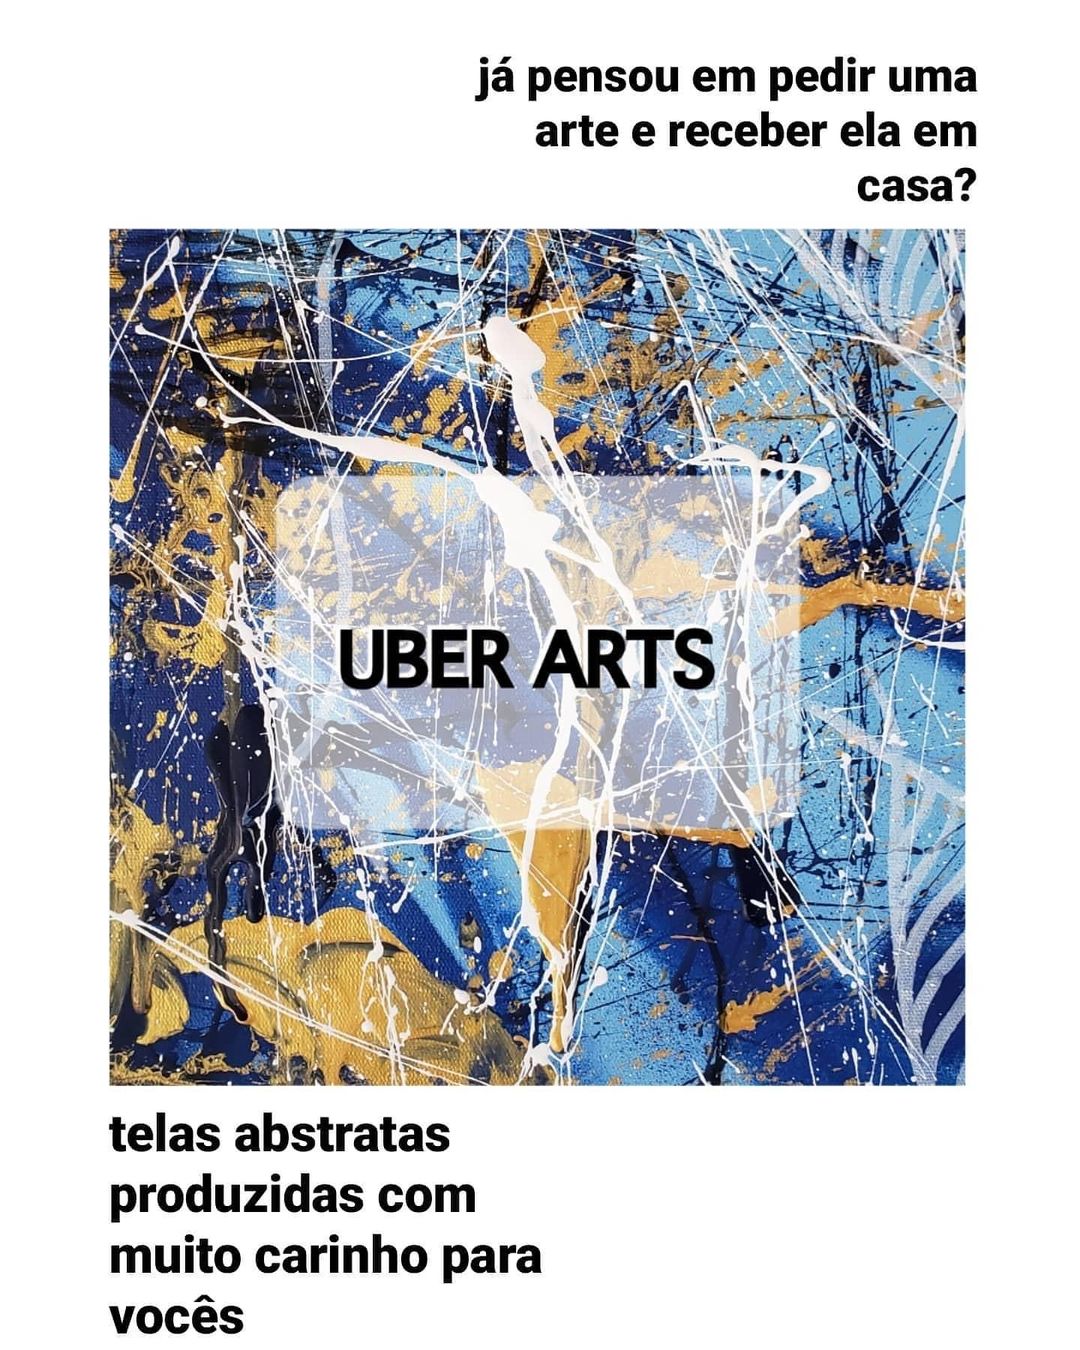 já pensou em pedir uma
arte e receber ela em
casa?
UBER ARTS
telas abstratas
produzidas com
muito carinho para
vocês